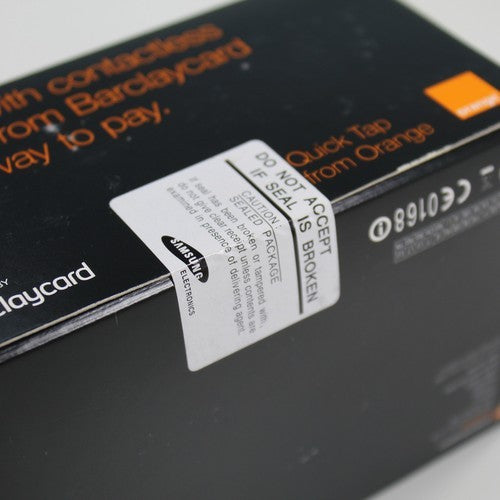 with contactless
from Barclaycard
way to pay.
orange
Quick Tap
from Orange
BY
claycard
DO NOT ACCEPT
IF SEAL IS BROKEN
CAUTION:
SEALED PACKAGE
If seal has been broken or tampered with
do not give clear receipt unless contents are
examined in presence of delivering agent.
SAMSUNG
ELECTRONICS
CE0168